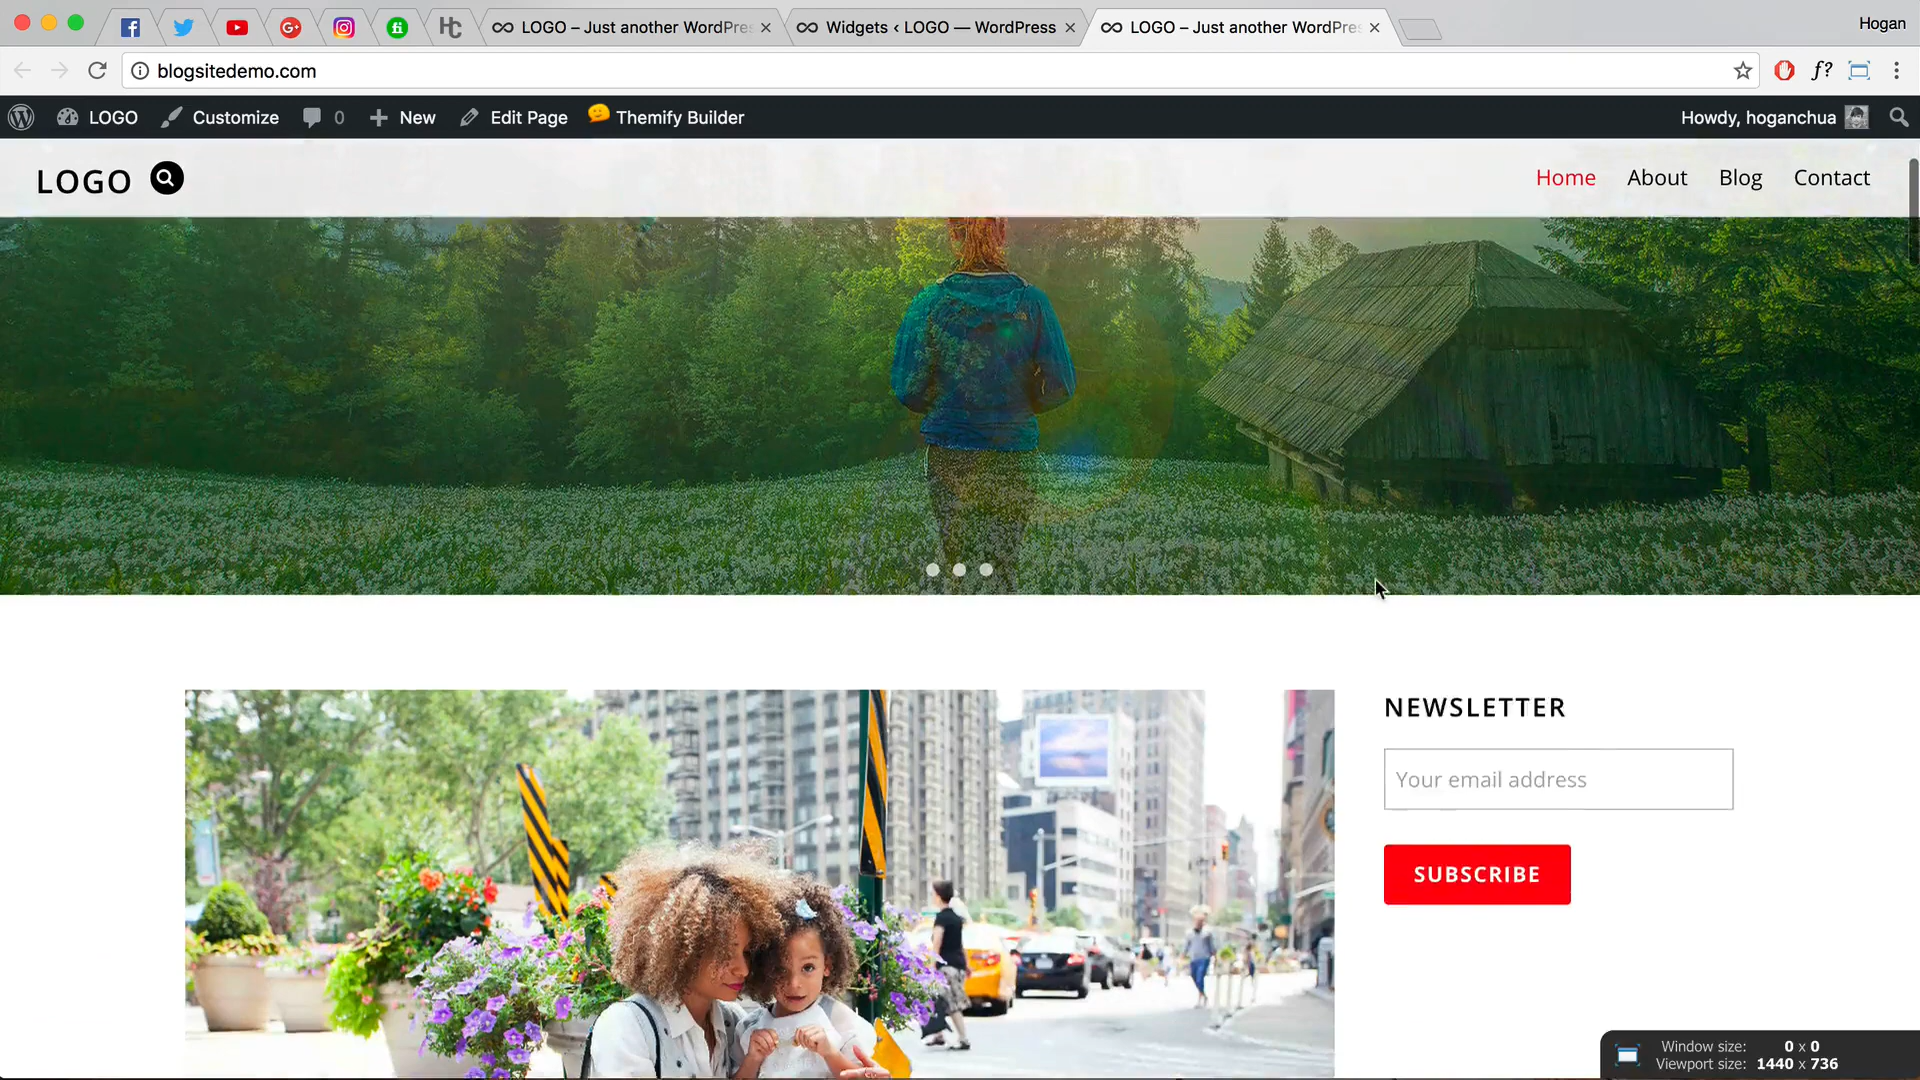 LOGO – Just another WordPres
Widgets ‹ LOGO — WordPress
LOGO – Just another WordPres
Hogan
blogsitedemo.com
f?
LOGO
Customize
0
New
Edit Page
Themify Builder
Howdy, hoganchua
LOGO
Home
About
Blog
Contact
NEWSLETTER
Your email address
SUBSCRIBE
Window size: 0 x 0
Viewport size: 1440 x 736